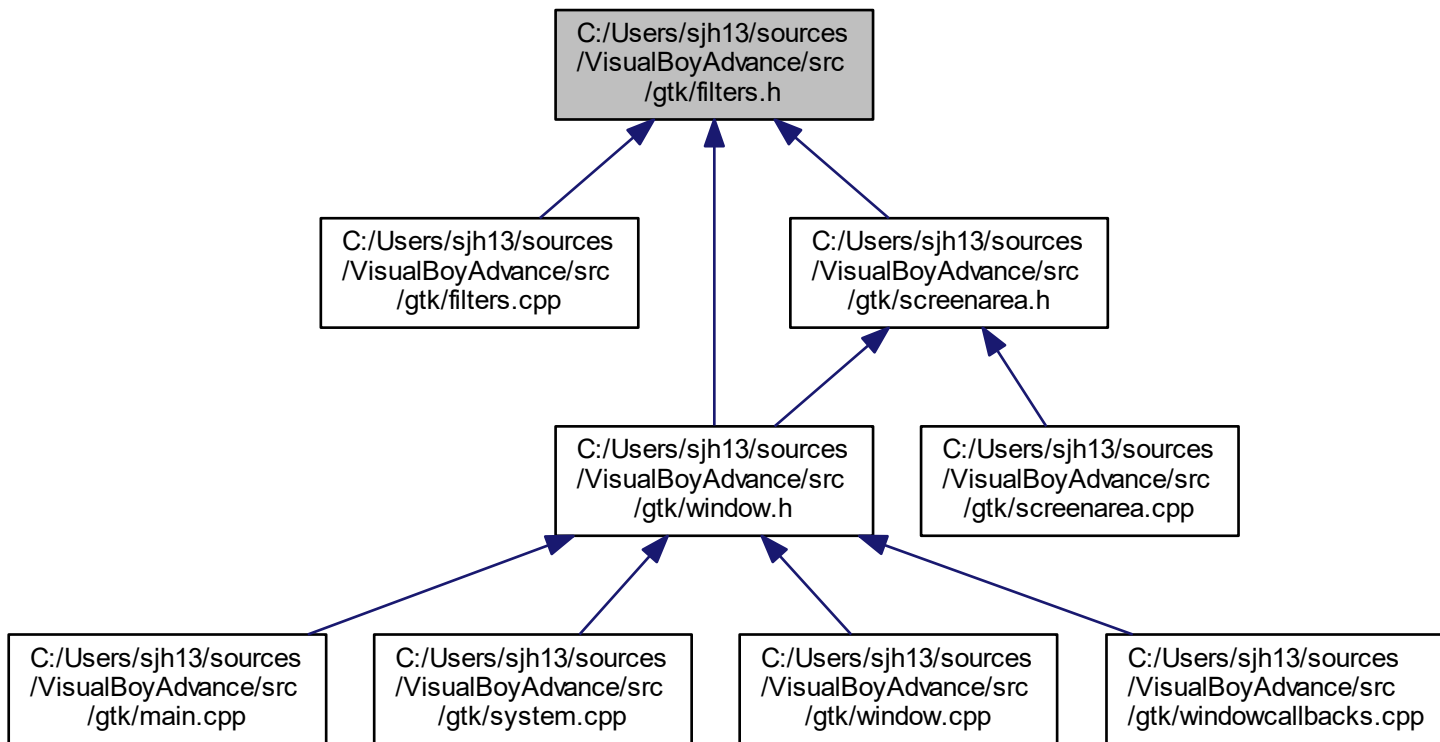 C:/Users/sjh13/sources
/VisualBoyAdvance/src
/gtk/filters.h
C:/Users/sjh13/sources
/VisualBoyAdvance/src
/gtk/filters.cpp
C:/Users/sjh13/sources
/VisualBoyAdvance/src
/gtk/screenarea.h
C:/Users/sjh13/sources
/VisualBoyAdvance/src
/gtk/window.h
C:/Users/sjh13/sources
/VisualBoyAdvance/src
/gtk/screenarea.cpp
C:/Users/sjh13/sources
/VisualBoyAdvance/src
/gtk/main.cpp
C:/Users/sjh13/sources
/VisualBoyAdvance/src
/gtk/system.cpp
C:/Users/sjh13/sources
/VisualBoyAdvance/src
/gtk/window.cpp
C:/Users/sjh13/sources
/VisualBoyAdvance/src
/gtk/windowcallbacks.cpp